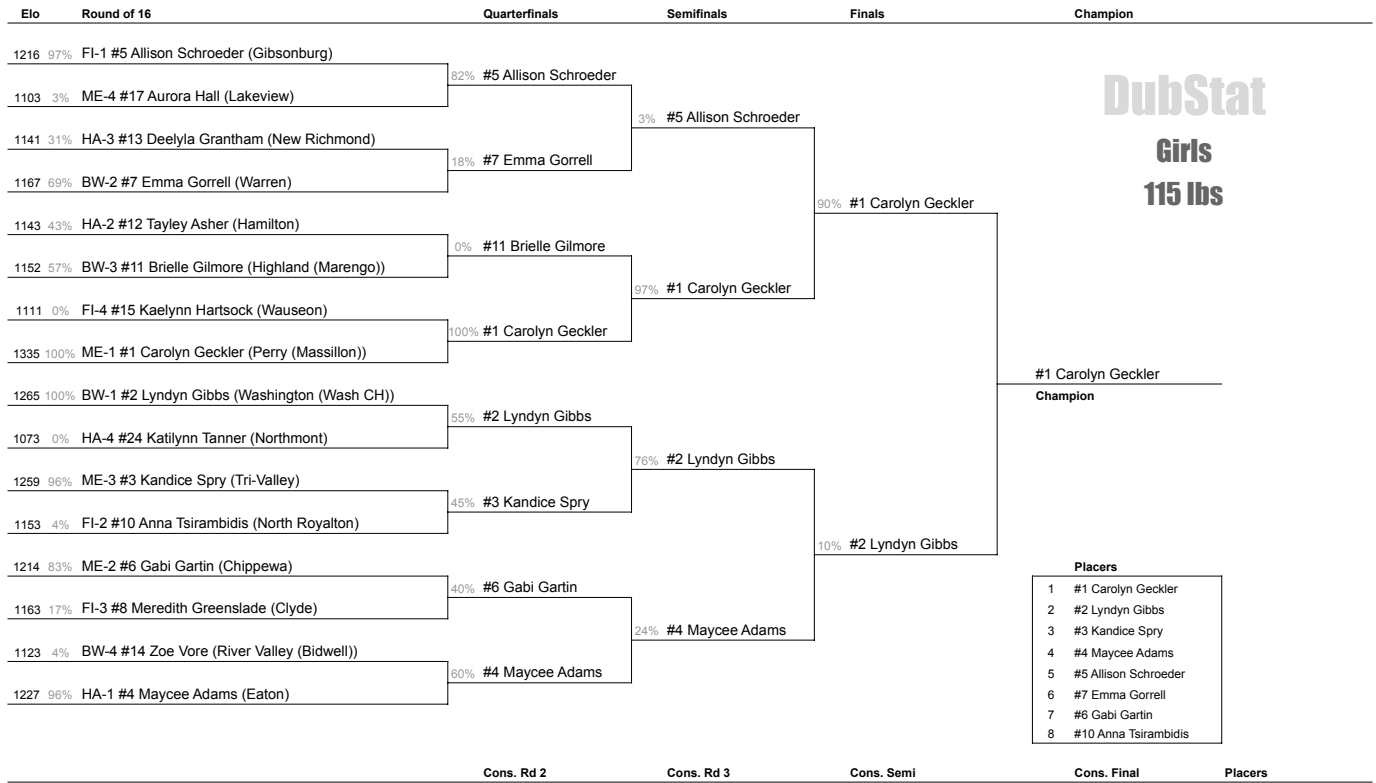 Elo Round of 16 Quarterfinals Semifinals Finals Champion
1216 97% FI-1 #5 Allison Schroeder (Gibsonburg)
82% #5 Allison Schroeder
DubStat
1103 3% ME-4 #17 Aurora Hall (Lakeview)
3% #5 Allison Schroeder
1141 31% HA-3 #13 Deelyla Grantham (New Richmond)
Girls
18% #7 Emma Gorrell
1167 69% BW-2 #7 Emma Gorrell (Warren)
115 lbs
90% #1 Carolyn Geckler
1143 43% HA-2 #12 Tayley Asher (Hamilton)
0% #11 Brielle Gilmore
1152 57% BW-3 #11 Brielle Gilmore (Highland (Marengo))
97% #1 Carolyn Geckler
1111 0% FI-4 #15 Kaelynn Hartsock (Wauseon)
100% #1 Carolyn Geckler
1335 100% ME-1 #1 Carolyn Geckler (Perry (Massillon))
#1 Carolyn Geckler
1265 100% BW-1 #2 Lyndyn Gibbs (Washington (Wash CH))
Champion
55% #2 Lyndyn Gibbs
1073 0% HA-4 #24 Katilynn Tanner (Northmont)
76% #2 Lyndyn Gibbs
1259 96% ME-3 #3 Kandice Spry (Tri-Valley)
45% #3 Kandice Spry
1153 4% FI-2 #10 Anna Tsirambidis (North Royalton)
10% #2 Lyndyn Gibbs
1214 83% ME-2 #6 Gabi Gartin (Chippewa)
40% #6 Gabi Gartin
1163 17% FI-3 #8 Meredith Greenslade (Clyde)
24% #4 Maycee Adams
1123 4% BW-4 #14 Zoe Vore (River Valley (Bidwell))
60% #4 Maycee Adams
1227 96% HA-1 #4 Maycee Adams (Eaton)
Placers
1 #1 Carolyn Geckler
2 #2 Lyndyn Gibbs
3 #3 Kandice Spry
4 #4 Maycee Adams
5 #5 Allison Schroeder
6 #7 Emma Gorrell
7 #6 Gabi Gartin
8 #10 Anna Tsirambidis
Cons. Rd 2 Cons. Rd 3 Cons. Semi Cons. Final Placers